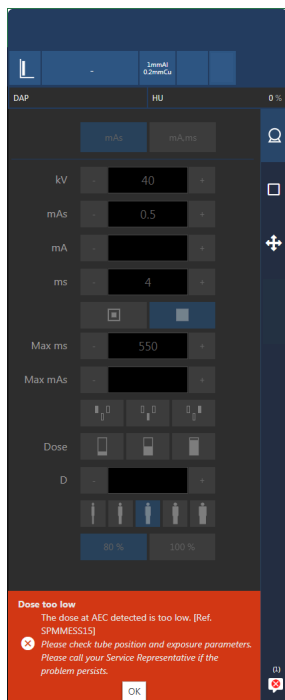 -
1mmAl
0.2mmCu
DAP HU 0 %
mAs mA.ms
kV - 40 +
mAs - 0.5 +
mA - +
ms - 4 +
Max ms - 550 +
Max mAs - +
Dose
D - +
80 % 100 %
Dose too low
The dose at AEC detected is too low. [Ref.
SPMMESS15]
Please check tube position and exposure parameters.
Please call your Service Representative if the
problem persists.
(1)
OK